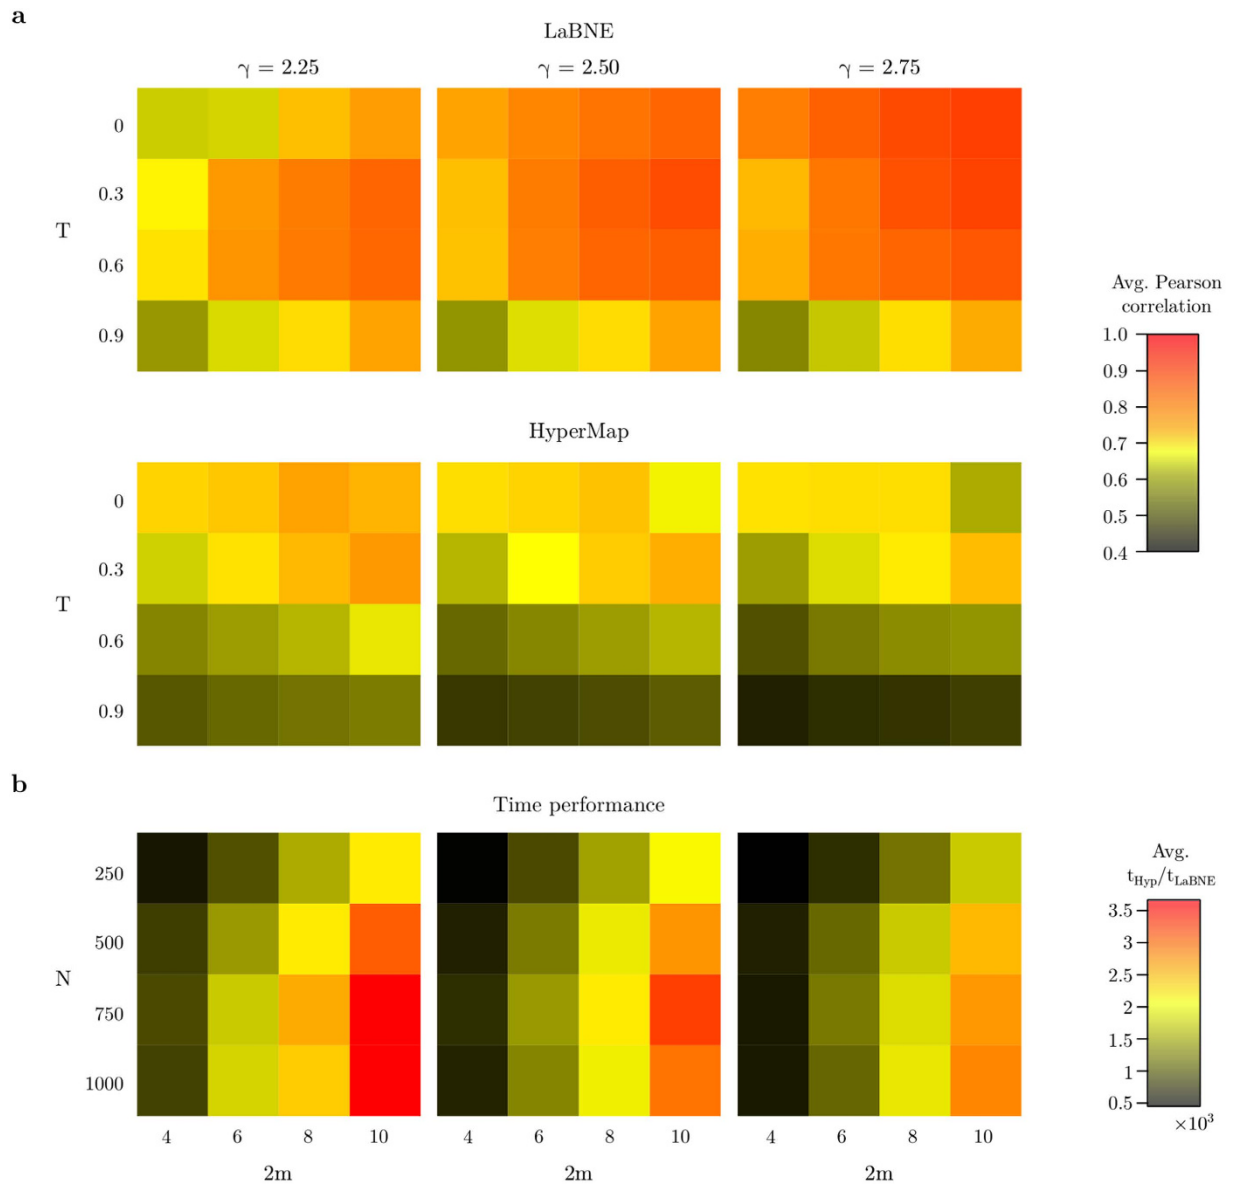 a
LaBNE
γ = 2.25 γ = 2.50 γ = 2.75
0
0.3
T
0.6
0.9
Avg. Pearson
correlation
1.0
0.9
0.8
0.7
0.6
0.5
0.4
HyperMap
0
0.3
T
0.6
0.9
b
Time performance
250
500
N
750
1000
4 6 8 10 4 6 8 10 4 6 8 10
2m 2m 2m
Avg.
t_Hyp/t_LaBNE
3.5
3
2.5
2
1.5
1
0.5
×10³